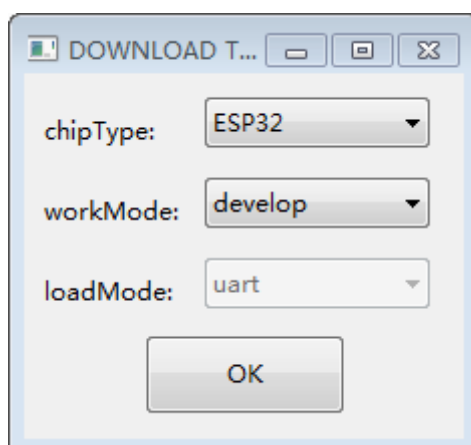 DOWNLOAD T...
chipType: ESP32
workMode: develop
loadMode: uart
OK